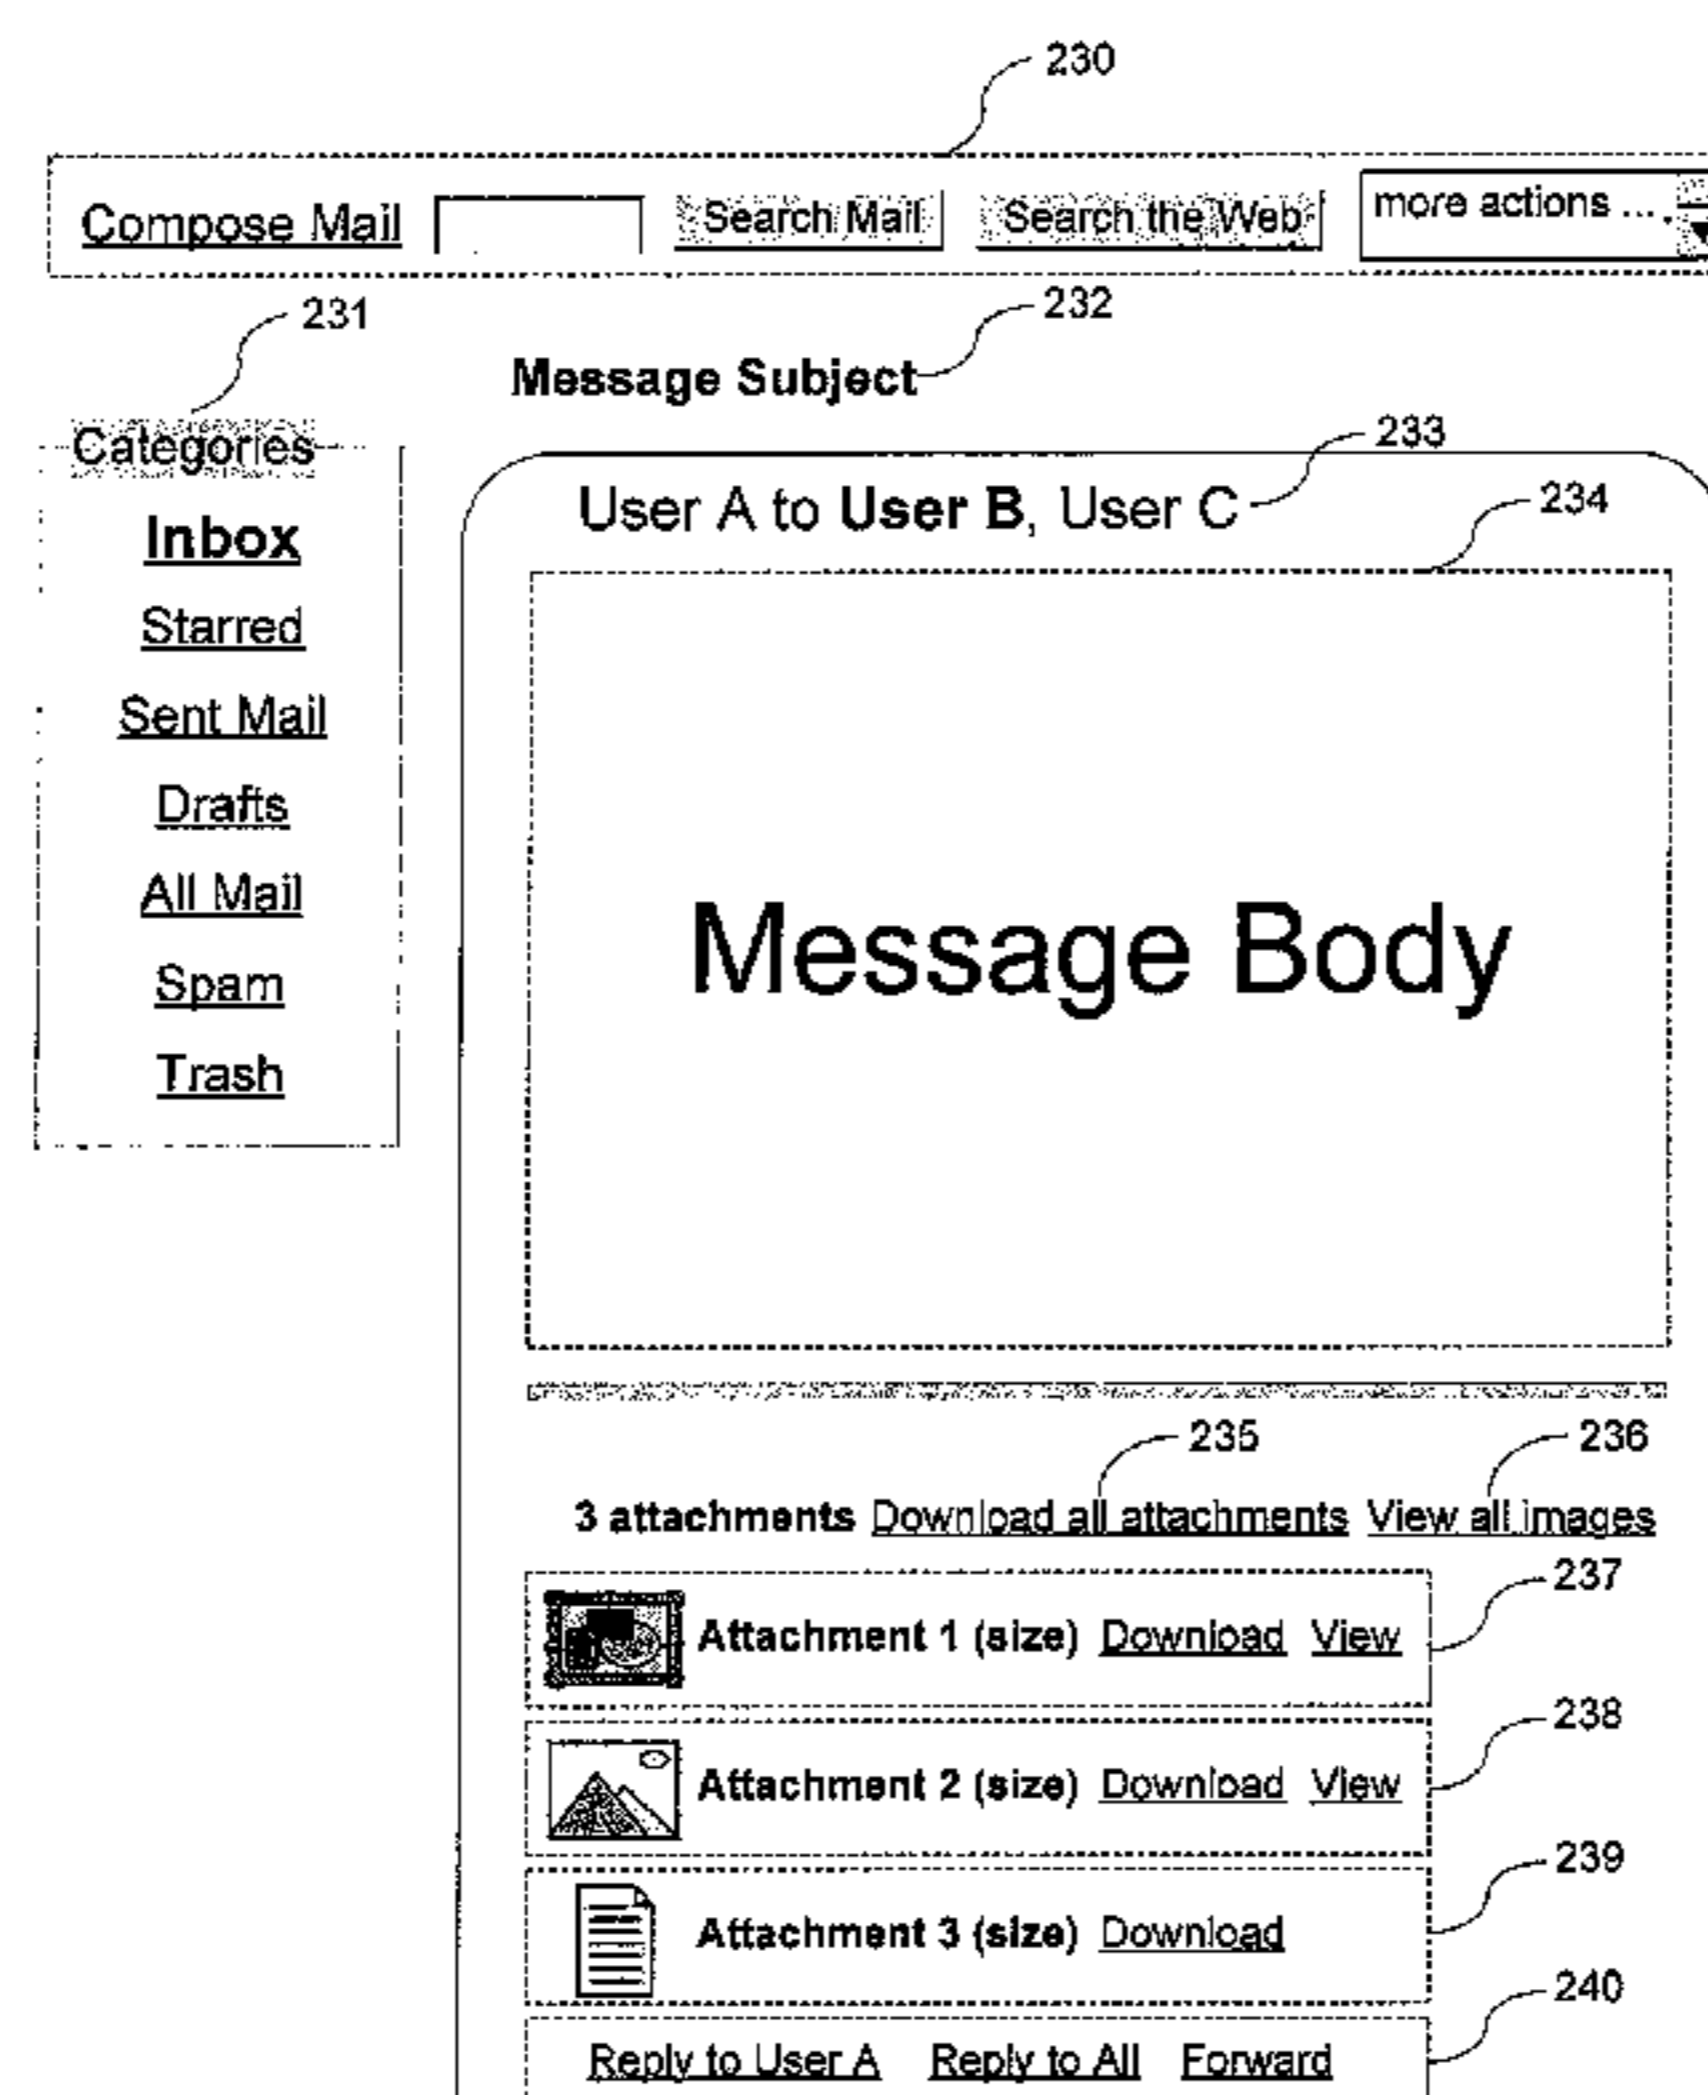 230
Compose Mail Search Mail Search the Web more actions ...
231
232
Message Subject
Categories
233
User A to User B, User C
234
Inbox
Starred
Sent Mail
Drafts
All Mail
Spam
Trash
Message Body
235
236
3 attachments Download all attachments View all images
237
Attachment 1 (size) Download View
238
Attachment 2 (size) Download View
239
Attachment 3 (size) Download
240
Reply to User A Reply to All Forward